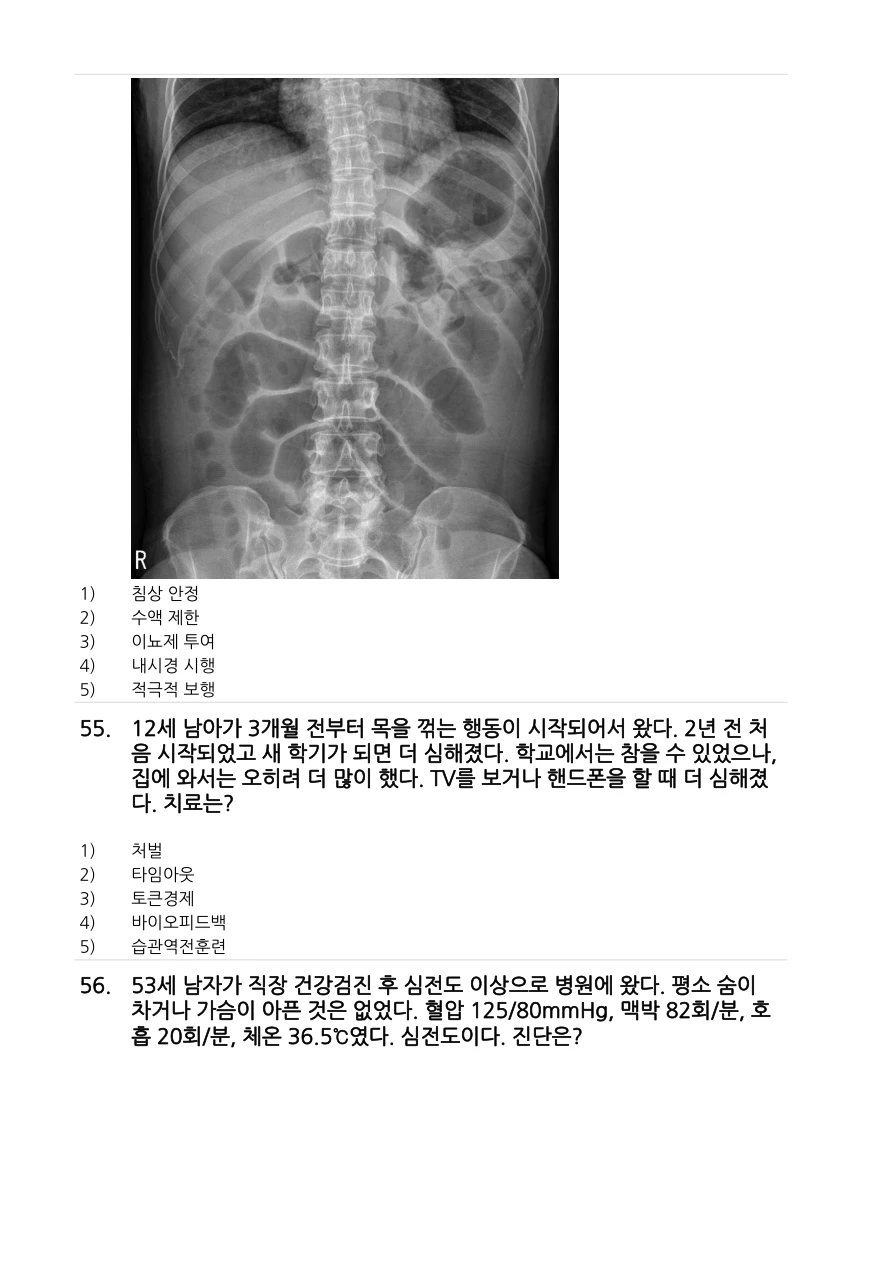 R
1) 침상 안정
2) 수액 제한
3) 이뇨제 투여
4) 내시경 시행
5) 적극적 보행
55. 12세 남아가 3개월 전부터 목을 꺾는 행동이 시작되어서 왔다. 2년 전 처
음 시작되었고 새 학기가 되면 더 심해졌다. 학교에서는 참을 수 있었으나,
집에 와서는 오히려 더 많이 했다. TV를 보거나 핸드폰을 할 때 더 심해졌
다. 치료는?
1) 처벌
2) 타임아웃
3) 토큰경제
4) 바이오피드백
5) 습관역전훈련
56. 53세 남자가 직장 건강검진 후 심전도 이상으로 병원에 왔다. 평소 숨이
차거나 가슴이 아픈 것은 없었다. 혈압 125/80mmHg, 맥박 82회/분, 호
흡 20회/분, 체온 36.5℃였다. 심전도이다. 진단은?